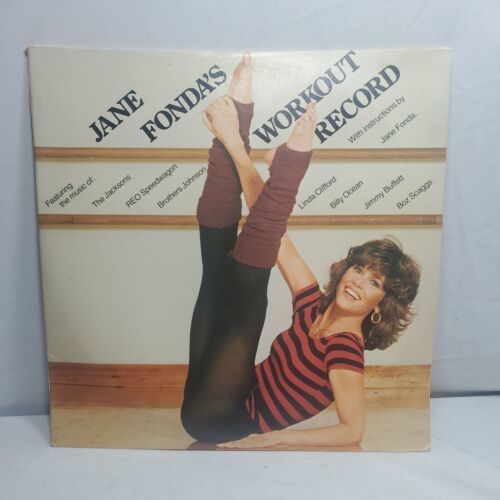 JANE
FONDA'S
WORKOUT
RECORD
With instructions by
Jane Fonda.
Featuring
the music of:
The Jacksons
REO Speedwagon
Brothers Johnson
Linda Clifford
Billy Ocean
Jimmy Buffett
Boz Scaggs